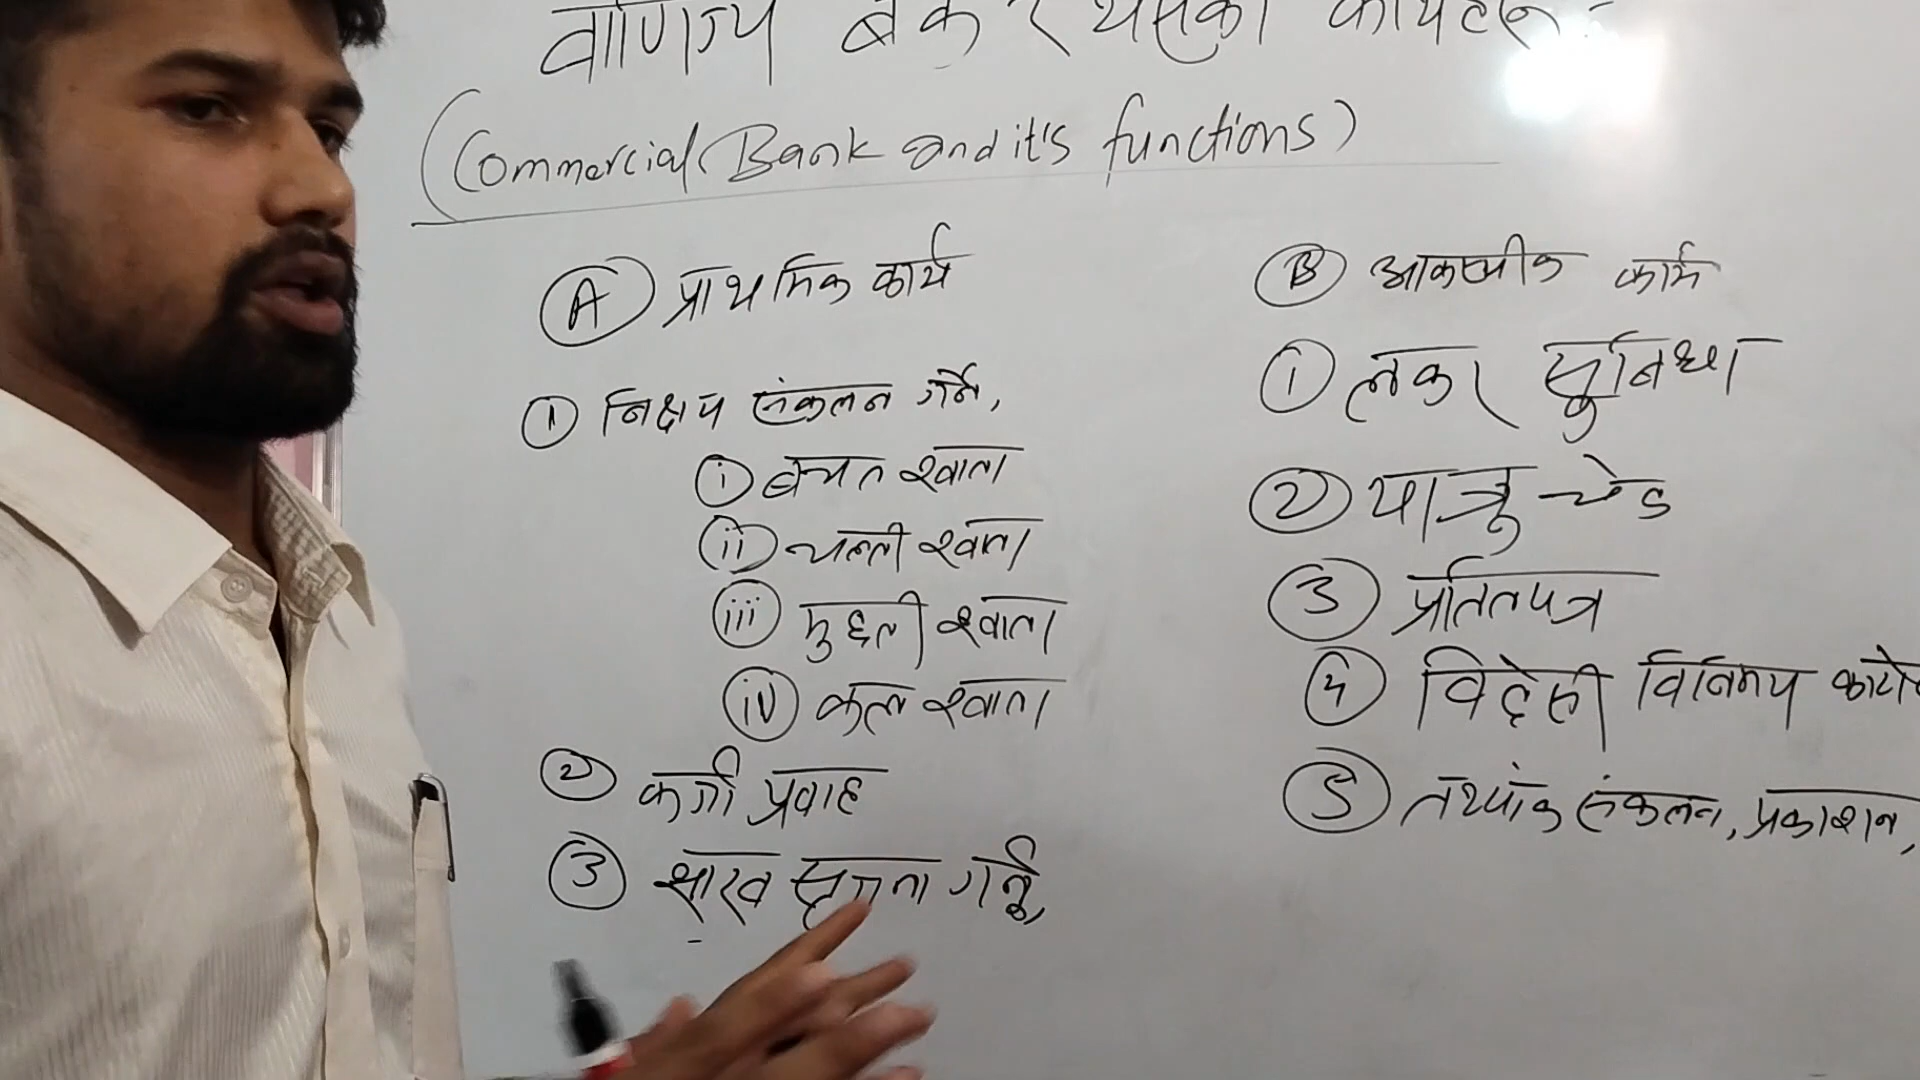 वाणिज्य बैंक र यसका कार्यहरू :-
(Commercial Bank and it's functions)
Ⓐ प्राथमिक कार्य
① निक्षेप संकलन गर्ने,
ⓘ बचत खाता
(ii) चल्ती खाता
(iii) मुद्दती खाता
(iv) कल खाता
② कर्जा प्रवाह
③ साख सृजना गर्नु,
Ⓑ आकस्मीक कार्य
① लकर सुबिधा
② यात्रु चेक
③ प्रतितपत्र
④ विदेशी विनिमय
⑤ तथ्यांक संकलन, प्रकाशन,